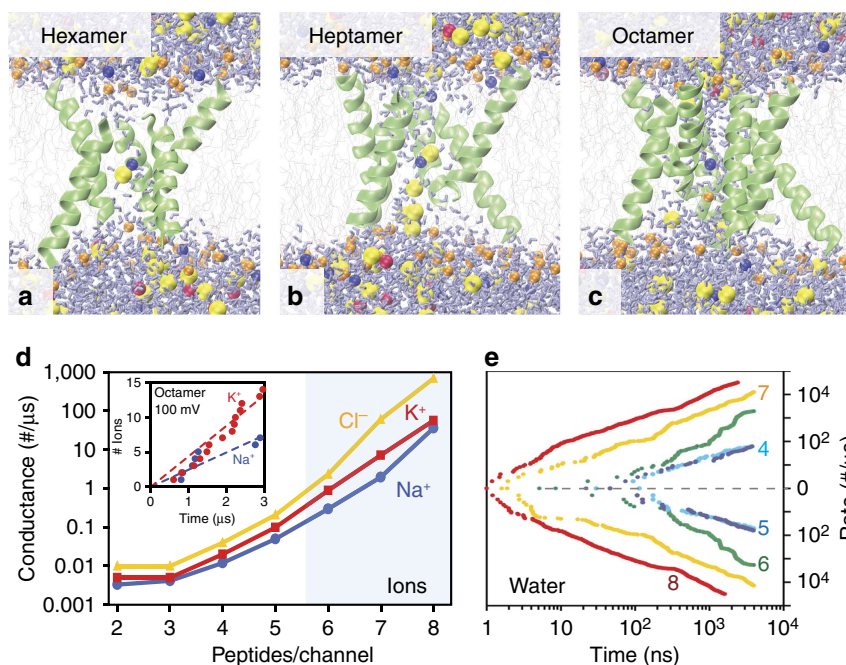 Hexamer
Heptamer
Octamer
a
b
c
d
e
Conductance (#/μs)
1,000
100
10
1
0.1
0.01
0.001
2 3 4 5 6 7 8
Peptides/channel
Cl⁻
K⁺
Na⁺
Ions
Octamer
100 mV
K⁺
Na⁺
# Ions
15
10
5
0
0 1 2 3
Time (μs)
7
4
5
6
8
Water
10⁴
10²
0
10²
10⁴
(#/μs)
1 10 10² 10³ 10⁴
Time (ns)